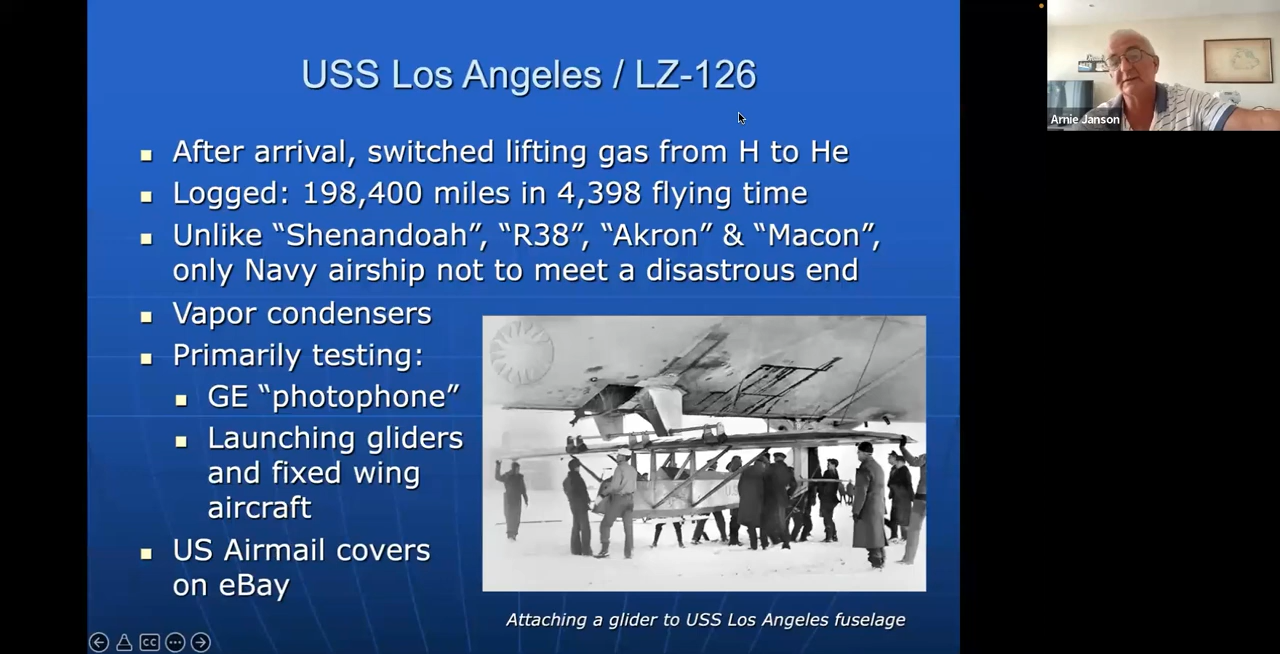 USS Los Angeles / LZ-126
Arnie Janson
After arrival, switched lifting gas from H to He
Logged: 198,400 miles in 4,398 flying time
Unlike “Shenandoah”, “R38”, “Akron” & “Macon”,
only Navy airship not to meet a disastrous end
Vapor condensers
Primarily testing:
GE “photophone”
Launching gliders
and fixed wing
aircraft
US Airmail covers
on eBay
Attaching a glider to USS Los Angeles fuselage
CC